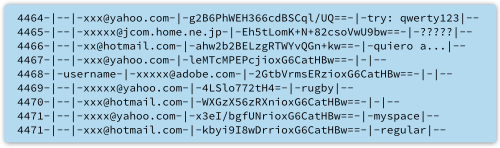 4464-|--|-xxx@yahoo.com-|-g2B6PhWEH366cdBSCql/UQ==-|-try: qwerty123|--
4465-|--|-xxxxx@jcom.home.ne.jp-|-Eh5tLomK+N+82csoVwU9bw==-|-?????|--
4466-|--|-xx@hotmail.com-|-ahw2b2BELzgRTWYvQGn+kw==-|-quiero a...|--
4467-|--|-xxx@yahoo.com-|-leMTcMPEPcjioxG6CatHBw==-|-|--
4468-|-username-|-xxxxx@adobe.com-|-2GtbVrmsERzioxG6CatHBw==-|-|--
4469-|--|-xxxxx@yahoo.com-|-4LSlo772tH4=-|-rugby|--
4470-|--|-xxx@hotmail.com-|-WXGzX56zRXnioxG6CatHBw==-|-|--
4471-|--|-xxxx@yahoo.com-|-x3eI/bgfUNrioxG6CatHBw==-|-myspace|--
4471-|--|-xxx@hotmail.com-|-kbyi9I8wDrrioxG6CatHBw==-|-regular|--